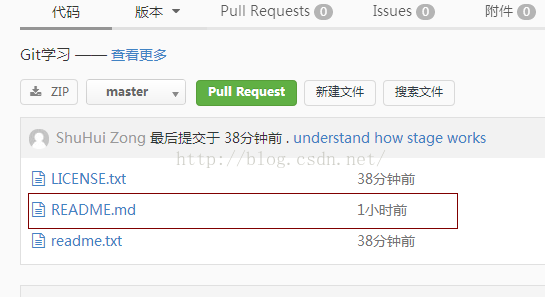 代码 版本 Pull Requests 0 Issues 0 附件 0
Git学习 —— 查看更多
ZIP master Pull Request 新建文件 搜索文件
ShuHui Zong 最后提交于 38分钟前 . understand how stage works
http://blog.csdn.net/
LICENSE.txt 38分钟前
README.md 1小时前
readme.txt 38分钟前